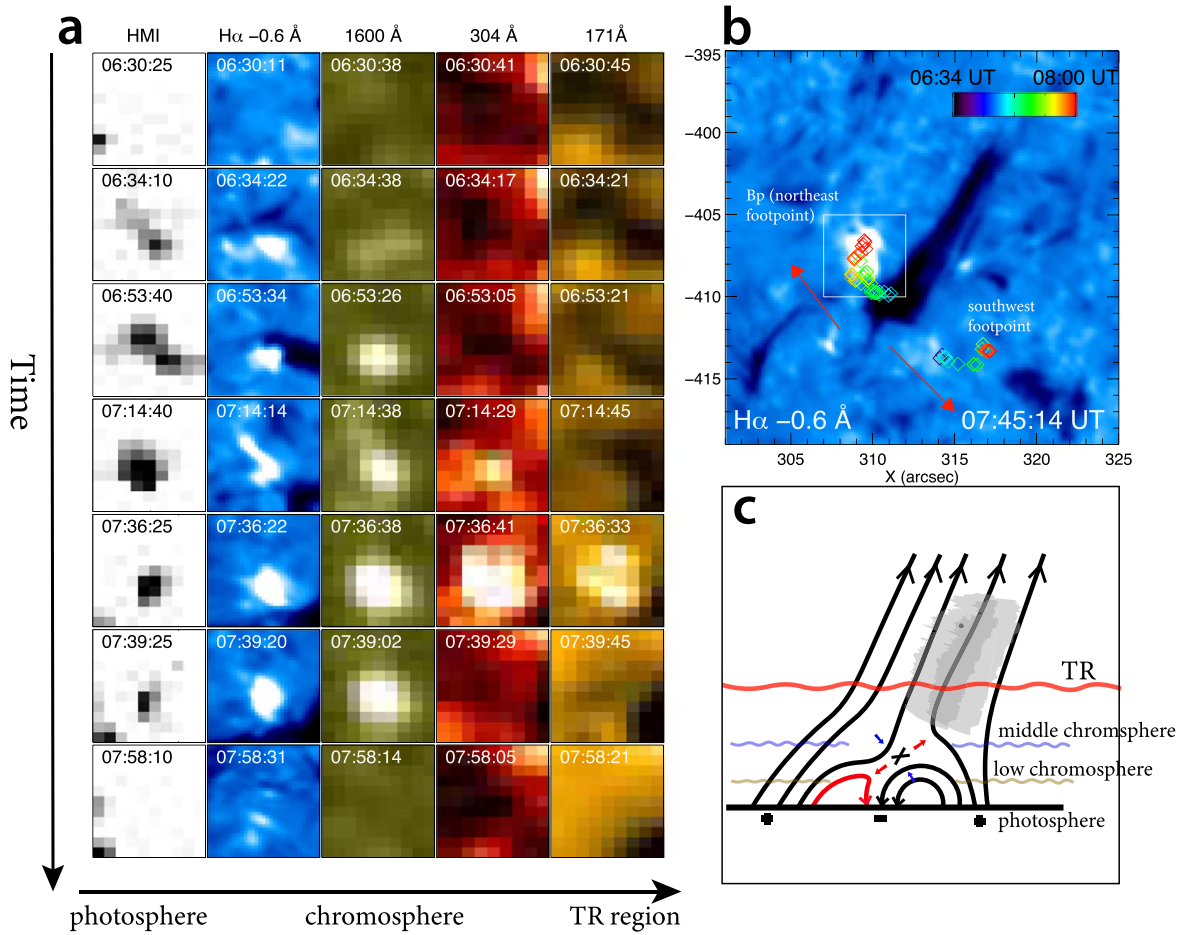 a
HMI
Hα −0.6 Å
1600 Å
304 Å
171Å
06:30:25
06:30:11
06:30:38
06:30:41
06:30:45
06:34:10
06:34:22
06:34:38
06:34:17
06:34:21
06:53:40
06:53:34
06:53:26
06:53:05
06:53:21
07:14:40
07:14:14
07:14:38
07:14:29
07:14:45
07:36:25
07:36:22
07:36:38
07:36:41
07:36:33
07:39:25
07:39:20
07:39:02
07:39:29
07:39:45
07:58:10
07:58:31
07:58:14
07:58:05
07:58:21
Time
photosphere
chromosphere
TR region
b
06:34 UT
08:00 UT
Bp (northeast
footpoint)
southwest
footpoint
Hα −0.6 Å
07:45:14 UT
−395
−400
−405
−410
−415
305
310
315
320
325
X (arcsec)
c
TR
middle chromsphere
low chromosphere
photosphere